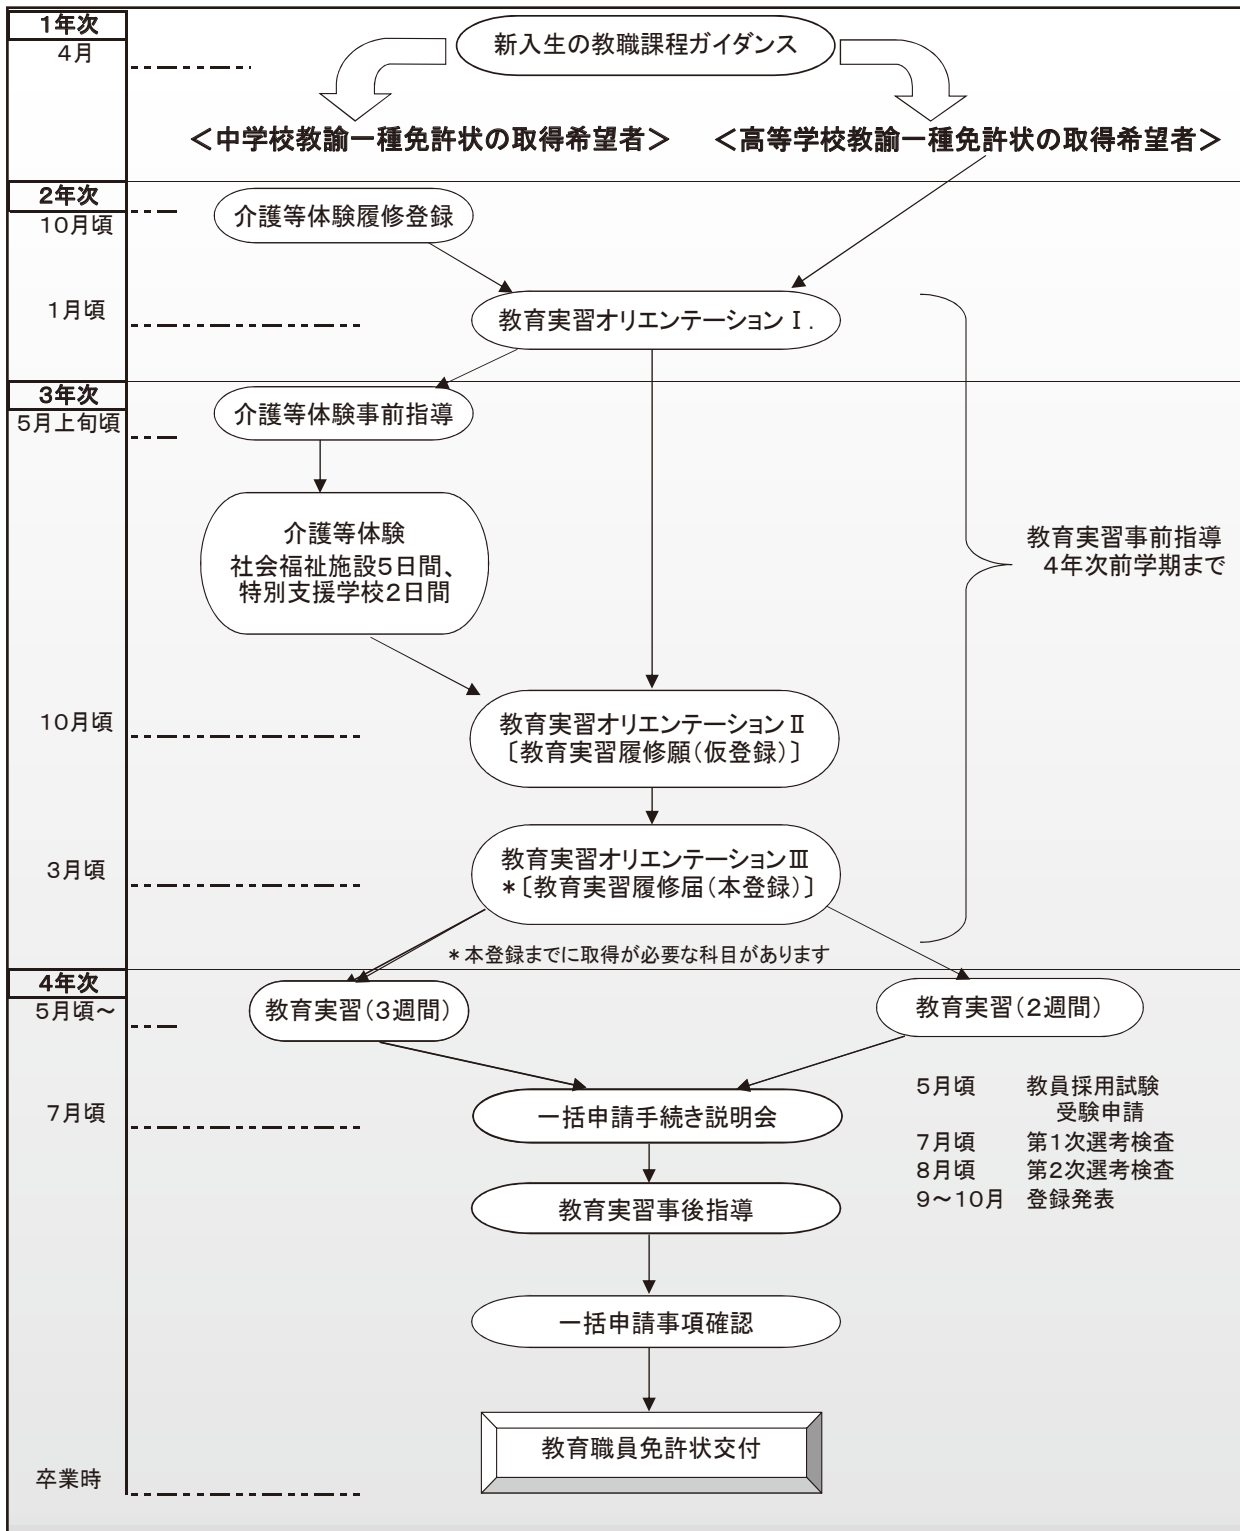 1年次
4月
新入生の教職課程ガイダンス
＜中学校教諭一種免許状の取得希望者＞
＜高等学校教諭一種免許状の取得希望者＞
2年次
10月頃
介護等体験履修登録
1月頃
教育実習オリエンテーション Ⅰ．
3年次
5月上旬頃
介護等体験事前指導
介護等体験
社会福祉施設5日間、
特別支援学校2日間
教育実習事前指導
4年次前学期まで
10月頃
教育実習オリエンテーションⅡ
〔教育実習履修願（仮登録）〕
3月頃
教育実習オリエンテーションⅢ
＊〔教育実習履修届（本登録）〕
＊本登録までに取得が必要な科目があります
4年次
5月頃～
教育実習（3週間）
教育実習（2週間）
7月頃
一括申請手続き説明会
5月頃　教員採用試験
受験申請
7月頃　第1次選考検査
8月頃　第2次選考検査
9～10月　登録発表
教育実習事後指導
一括申請事項確認
教育職員免許状交付
卒業時